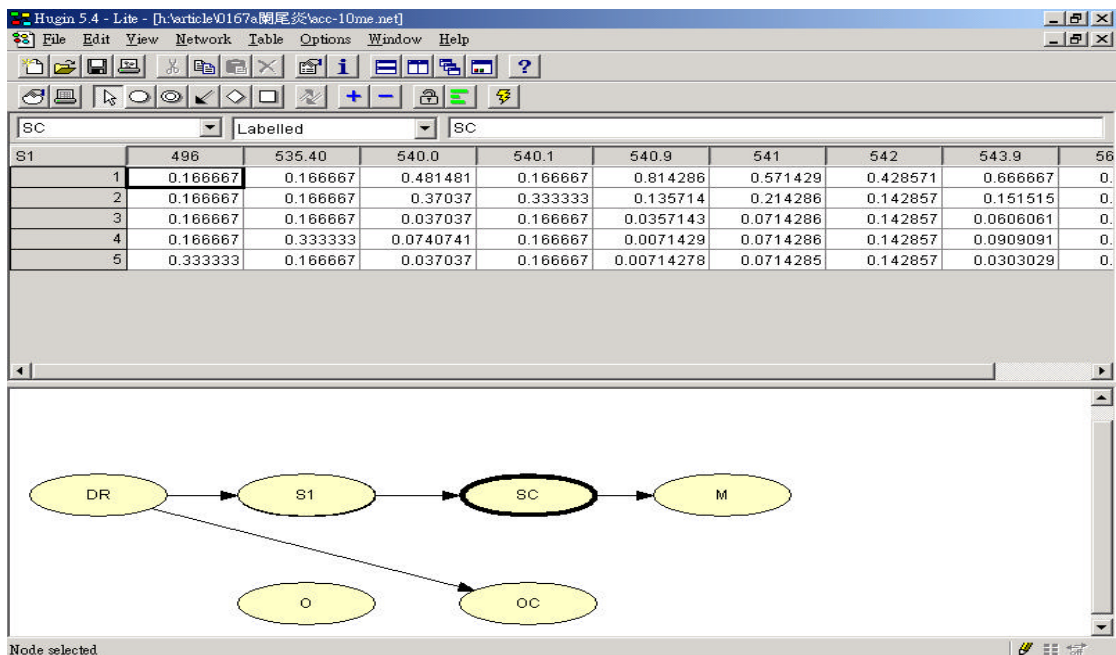 Hugin 5.4 - Lite - [h:\article\0167a闌尾炎\acc-10me.net]
File Edit View Network Table Options Window Help
SC Labelled SC
S1 496 535.40 540.0 540.1 540.9 541 542 543.9 56
1 0.166667 0.166667 0.481481 0.166667 0.814286 0.571429 0.428571 0.666667 0.
2 0.166667 0.166667 0.37037 0.333333 0.135714 0.214286 0.142857 0.151515 0.
3 0.166667 0.166667 0.037037 0.166667 0.0357143 0.0714286 0.142857 0.0606061 0.
4 0.166667 0.333333 0.0740741 0.166667 0.0071429 0.0714286 0.142857 0.0909091 0.
5 0.333333 0.166667 0.037037 0.166667 0.00714278 0.0714285 0.142857 0.0303029 0.
DR S1 SC M
O OC
Node selected